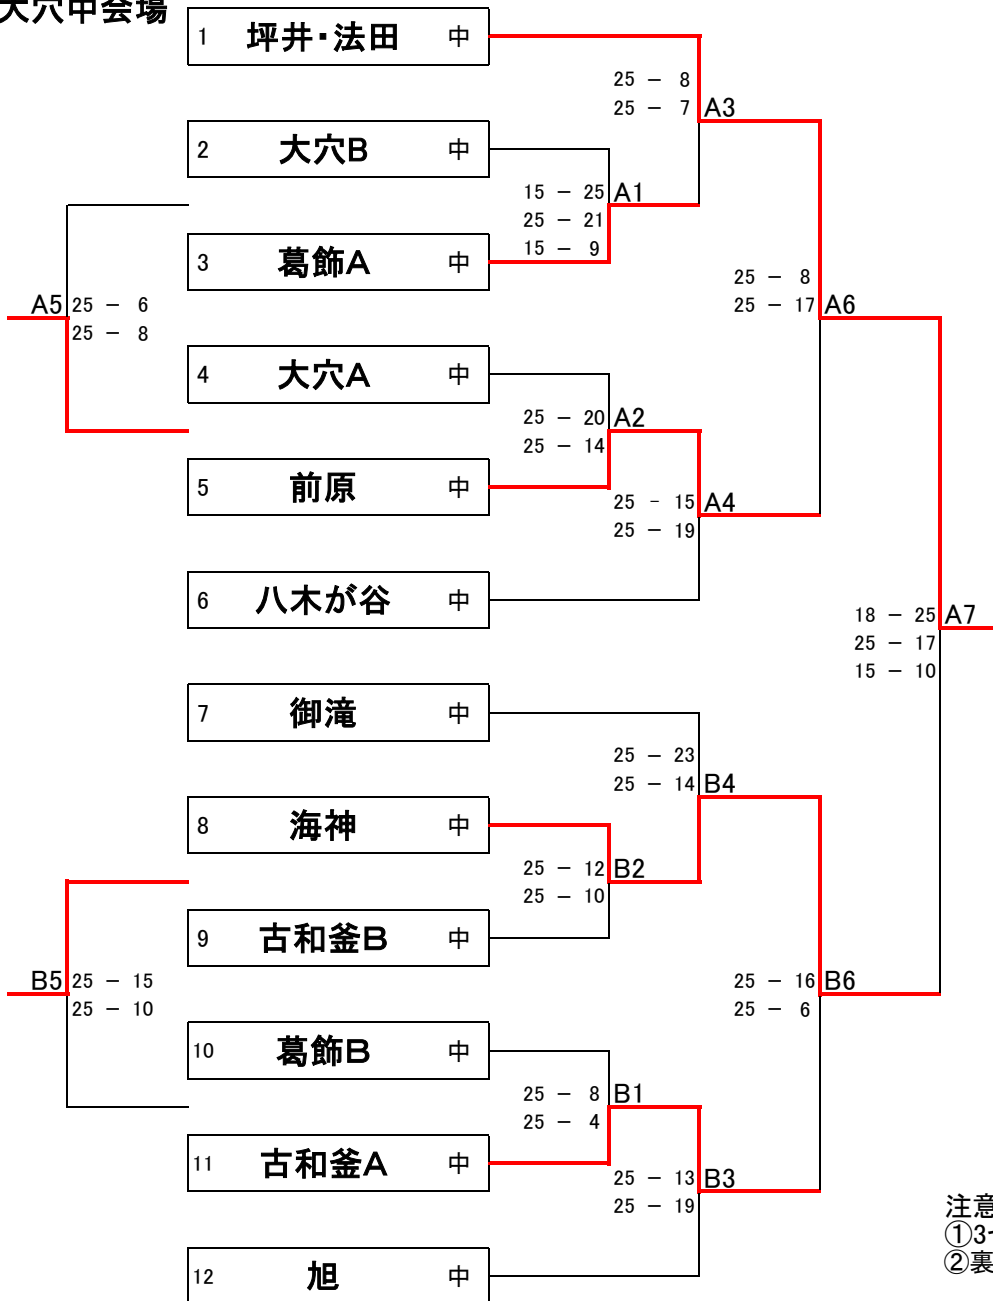 大穴中会場
1 坪井・法田 中
25 － 8
25 － 7 A3
2 大穴B 中
15 － 25 A1
25 － 21
15 － 9
3 葛飾A 中
25 － 8
25 － 17 A6
A5 25 － 6
25 － 8
4 大穴A 中
25 － 20 A2
25 － 14
5 前原 中
25 - 15 A4
25 － 19
6 八木が谷 中
18 － 25 A7
25 － 17
15 － 10
7 御滝 中
25 － 23
25 － 14 B4
8 海神 中
25 － 12 B2
25 － 10
9 古和釜B 中
B5 25 － 15
25 － 10
25 － 16 B6
25 － 6
10 葛飾B 中
25 － 8 B1
25 － 4
11 古和釜A 中
25 － 13 B3
25 － 19
注意
①3
②裏
12 旭 中